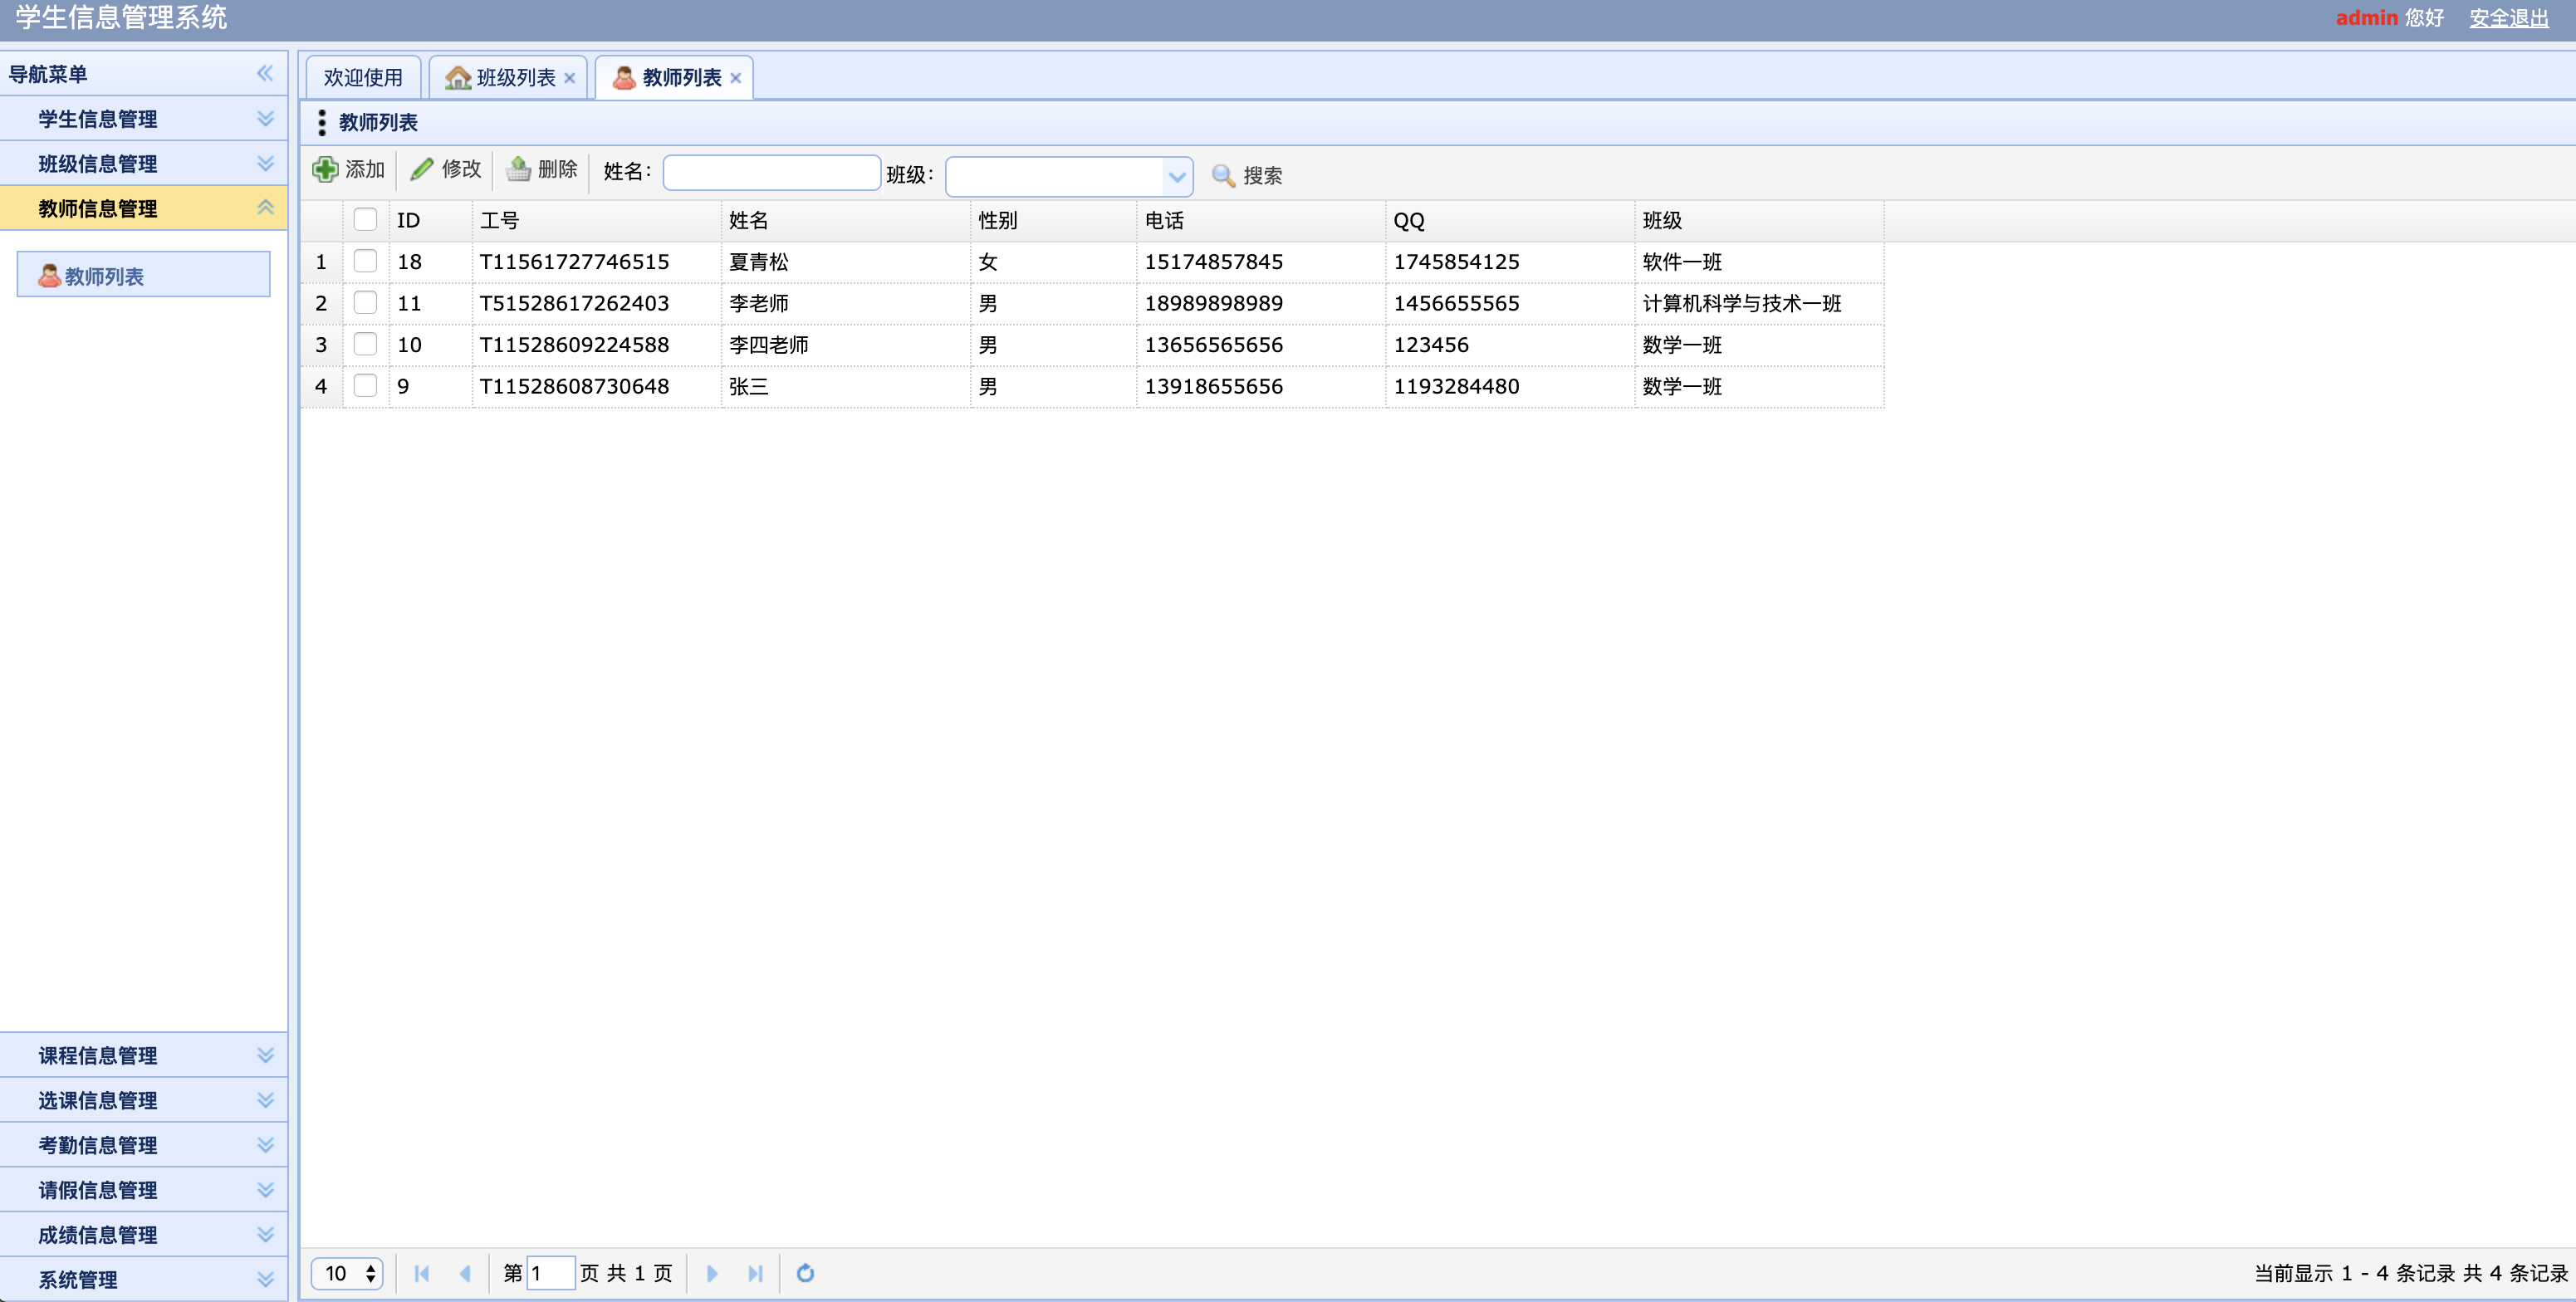 学生信息管理系统
admin 您好 安全退出
导航菜单
学生信息管理
班级信息管理
教师信息管理
教师列表
课程信息管理
选课信息管理
考勤信息管理
请假信息管理
成绩信息管理
系统管理
欢迎使用 班级列表 教师列表
教师列表
添加 修改 删除 姓名： 班级： 搜索
ID 工号 姓名 性别 电话 QQ 班级
1 18 T11561727746515 夏青松 女 15174857845 1745854125 软件一班
2 11 T51528617262403 李老师 男 18989898989 1456655565 计算机科学与技术一班
3 10 T11528609224588 李四老师 男 13656565656 123456 数学一班
4 9 T11528608730648 张三 男 13918655656 1193284480 数学一班
10 第 1 页 共 1 页 当前显示 1 - 4 条记录 共 4 条记录